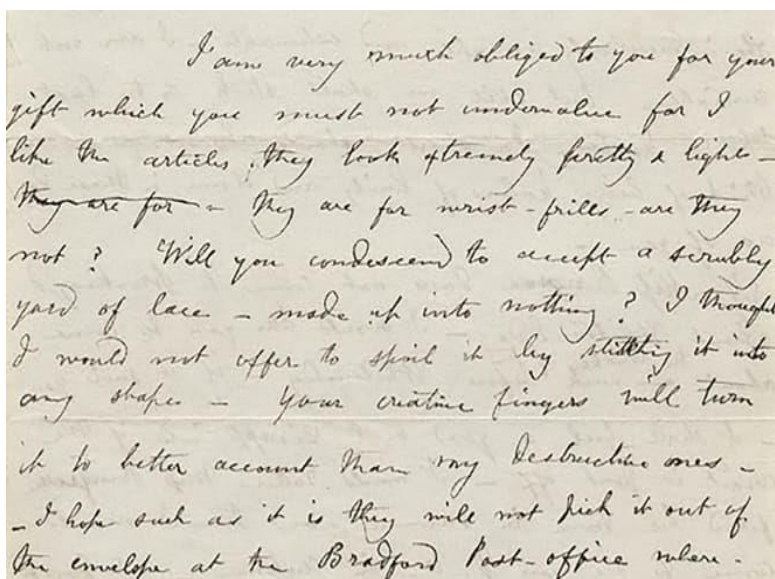 I am very much obliged to you for your
gift which you must not undervalue for I
like the articles, they look extremely pretty & light –
they are for – they are for wrist-frills – are they
not? Will you condescend to accept a scrubby
yard of lace – made up into nothing? I thought
I would not offer to spoil it by stitching it into
any shape – Your creative fingers will turn
it to better account than my destructive ones –
– I hope such as it is they will not pick it out of
the envelope at the Bradford Post-office where –